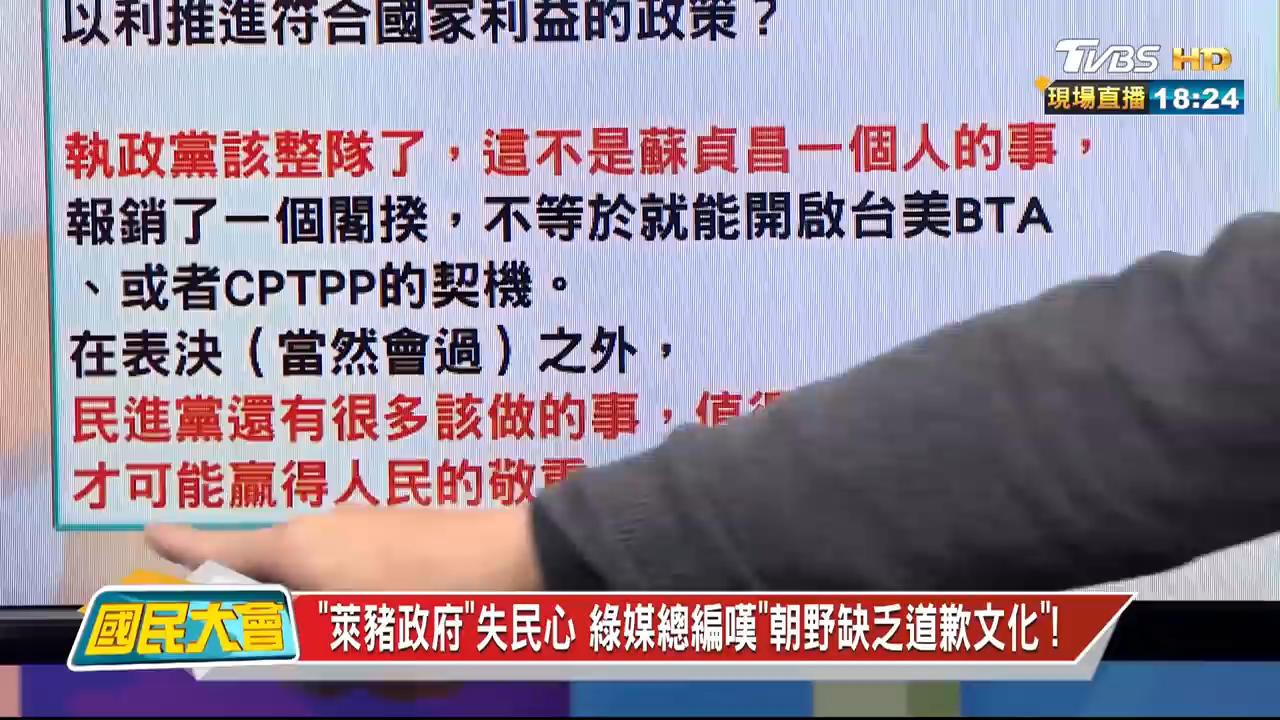 以利推進符合國家利益的政策？
TVBS HD
現場直播 18:24
執政黨該整隊了，這不是蘇貞昌一個人的事，
報銷了一個閣揆，不等於就能開啟台美BTA
、或者CPTPP的契機。
在表決（當然會過）之外，
民進黨還有很多該做的事，值
才可能贏得人民的敬重
國民大會
"萊豬政府"失民心 綠媒總編嘆"朝野缺乏道歉文化"!